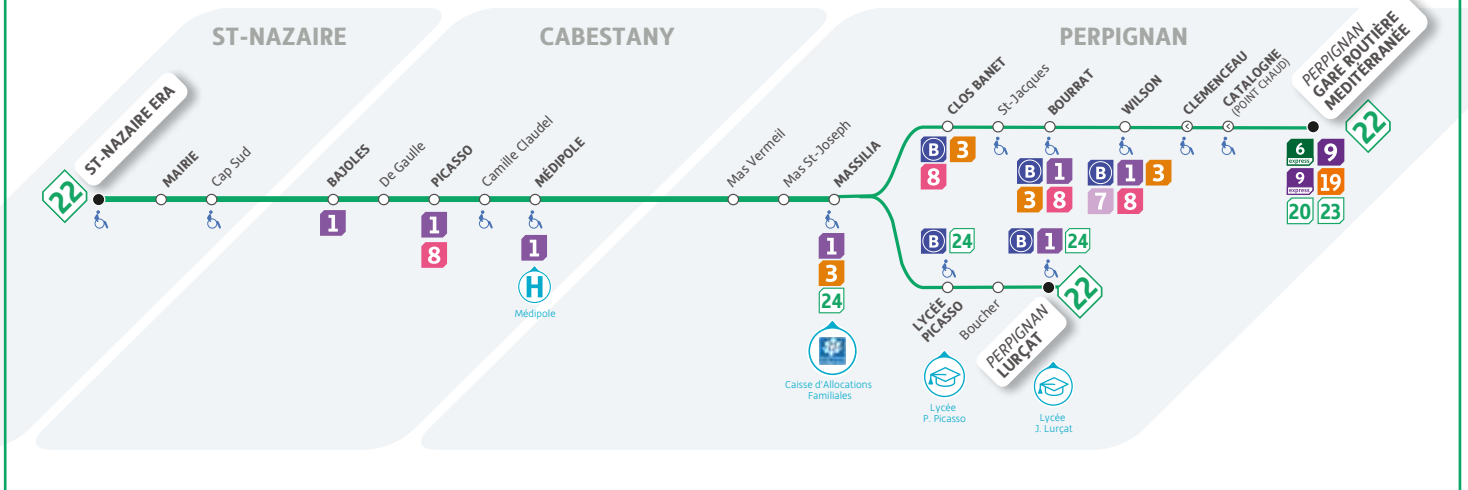 ST-NAZAIRE
CABESTANY
PERPIGNAN
22
ST-NAZAIRE ERA
MAIRIE
Cap Sud
BAJOLES
1
De Gaulle
PICASSO
1
8
Camille Claudel
MÉDIPOLE
1
H
Médipole
Mas Vermeil
Mas St-Joseph
MASSILIA
1
3
24
Caisse d'Allocations
Familiales
CLOS BANET
B 3
8
St-Jacques
BOURRAT
B 1
3 8
WILSON
B 1 3
7 8
CLEMENCEAU
CATALOGNE
(POINT CHAUD)
PERPIGNAN
GARE ROUTIÈRE
MEDITÉRRANÉE
22
6 express 9
9 express 19
20 23
B 24
LYCÉE
PICASSO
Lycée
P. Picasso
Boucher
B 1 24
PERPIGNAN
LURÇAT
22
Lycée
J. Lurçat